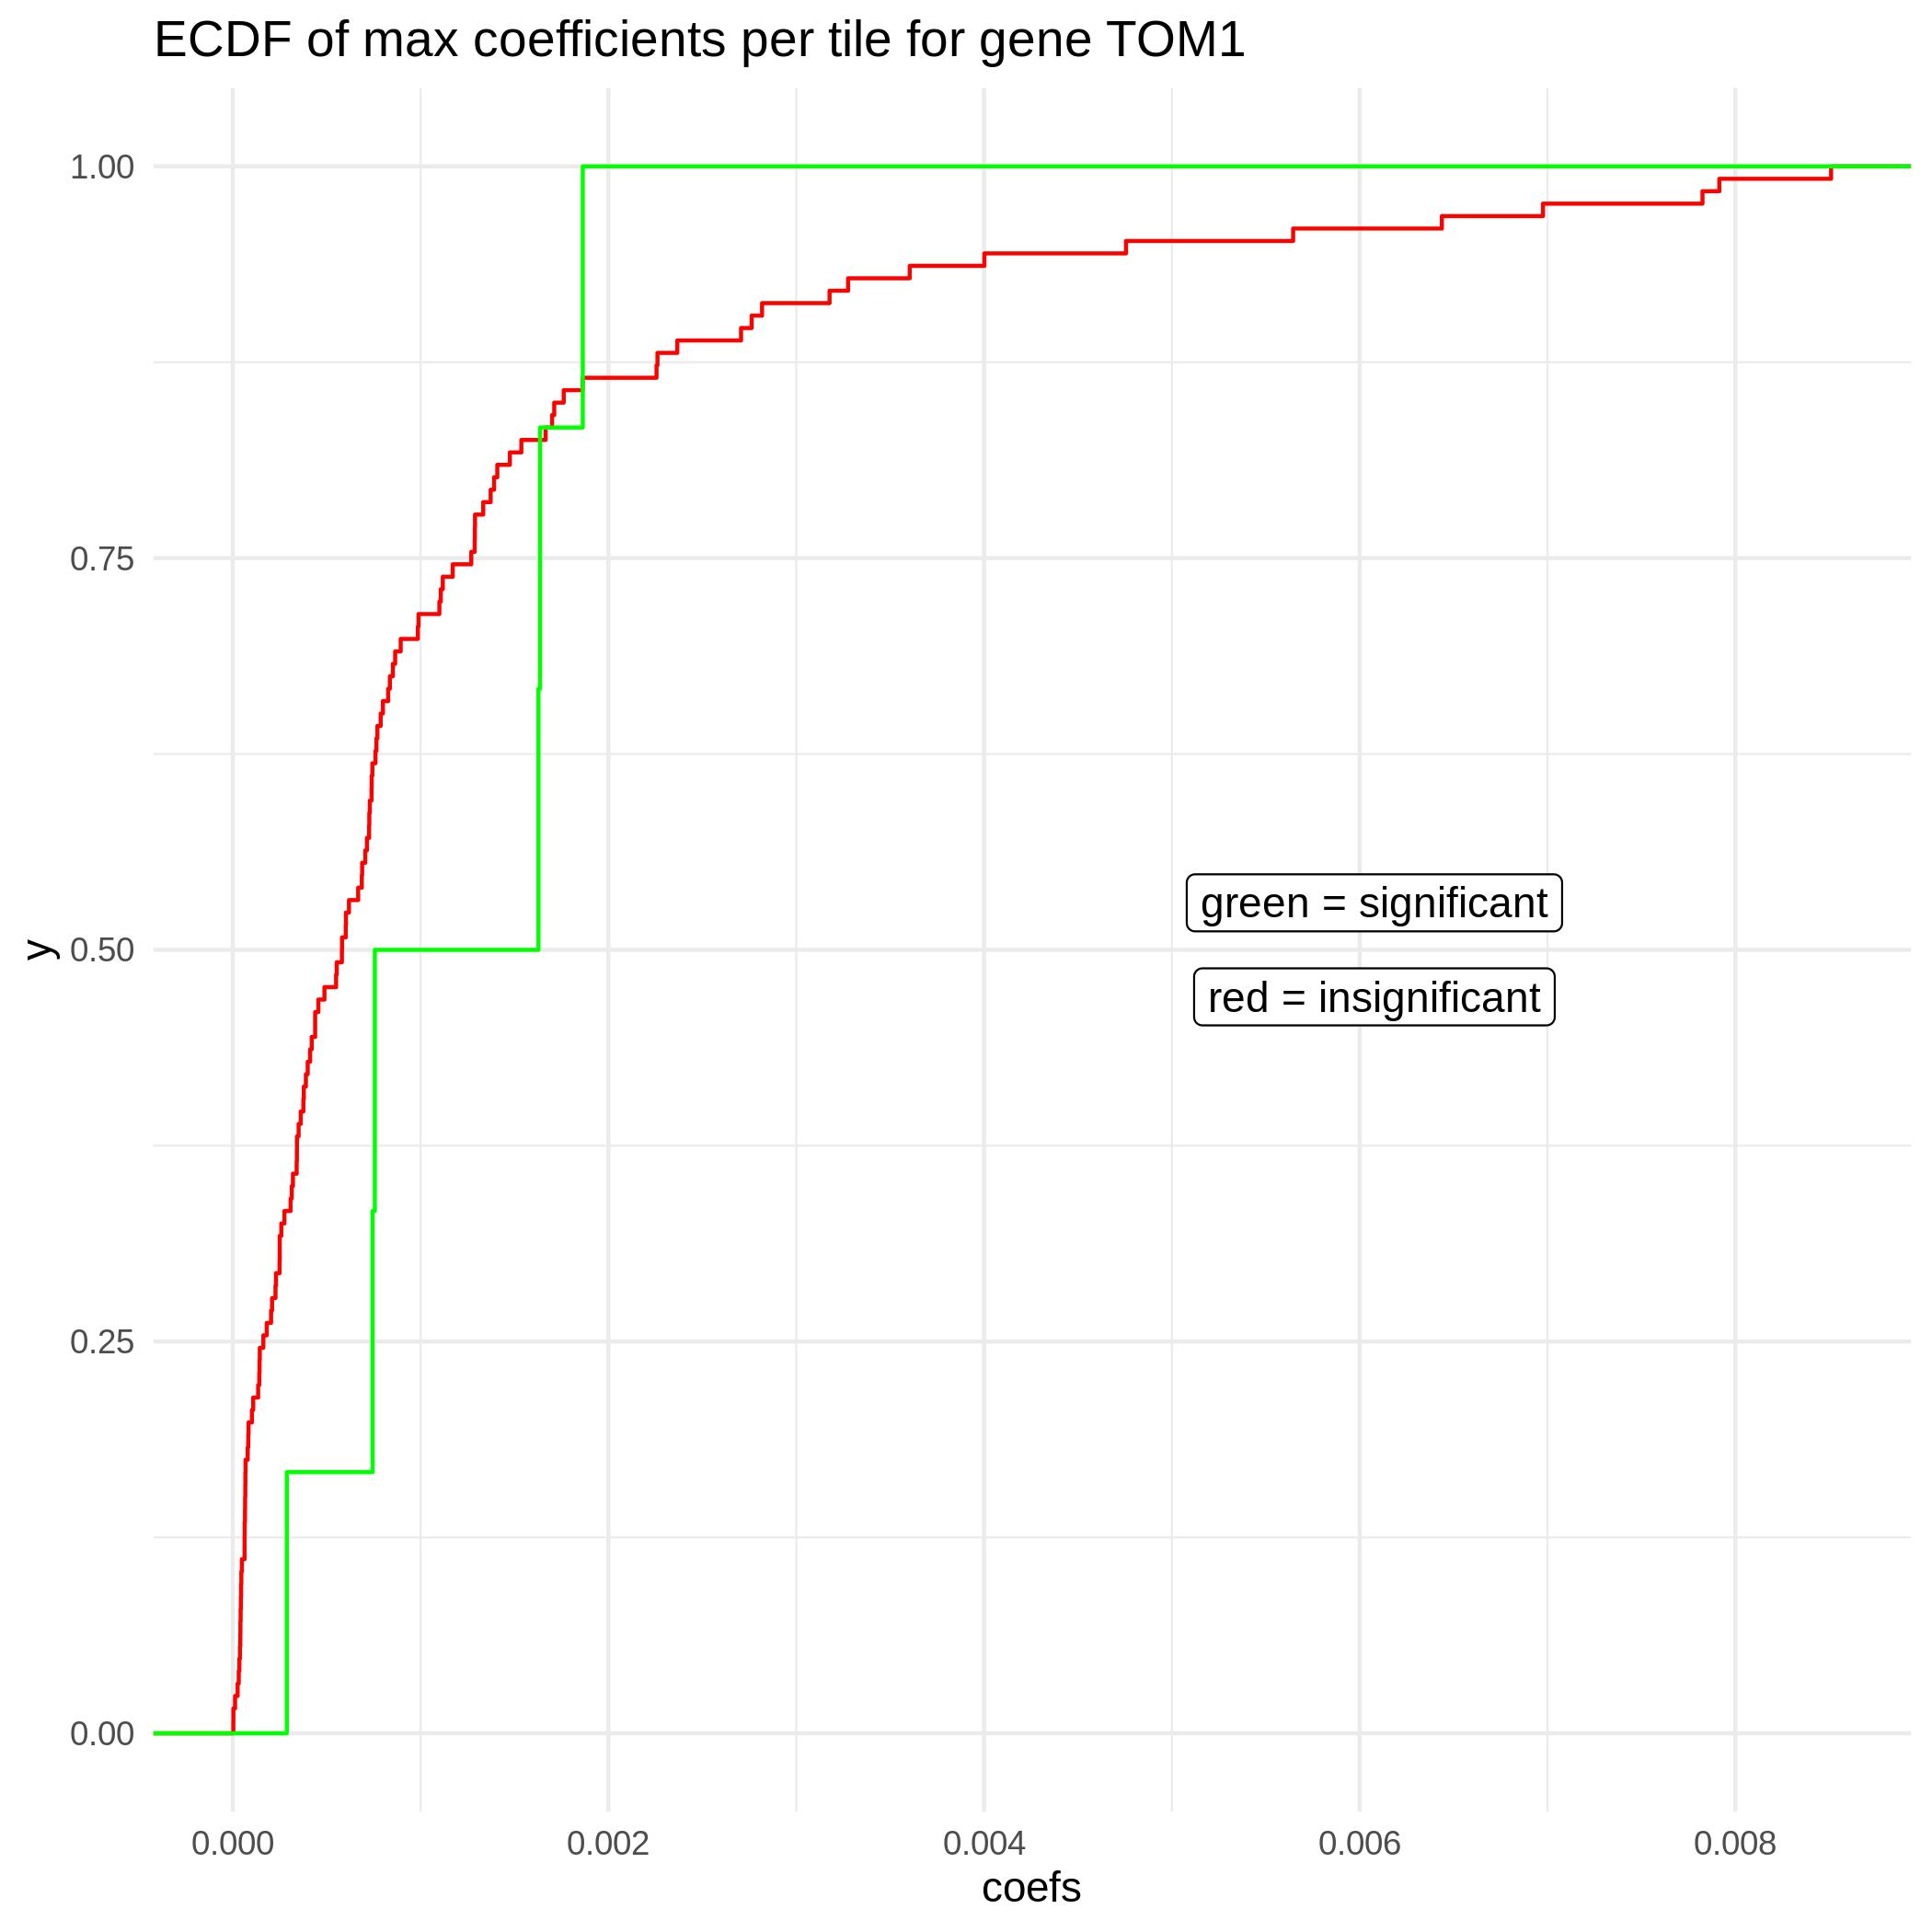 ECDF of max coefficients per tile for gene TOM1
1.00
0.75
0.50
0.25
0.00
y
green = significant
red = insignificant
0.000 0.002 0.004 0.006 0.008
coefs